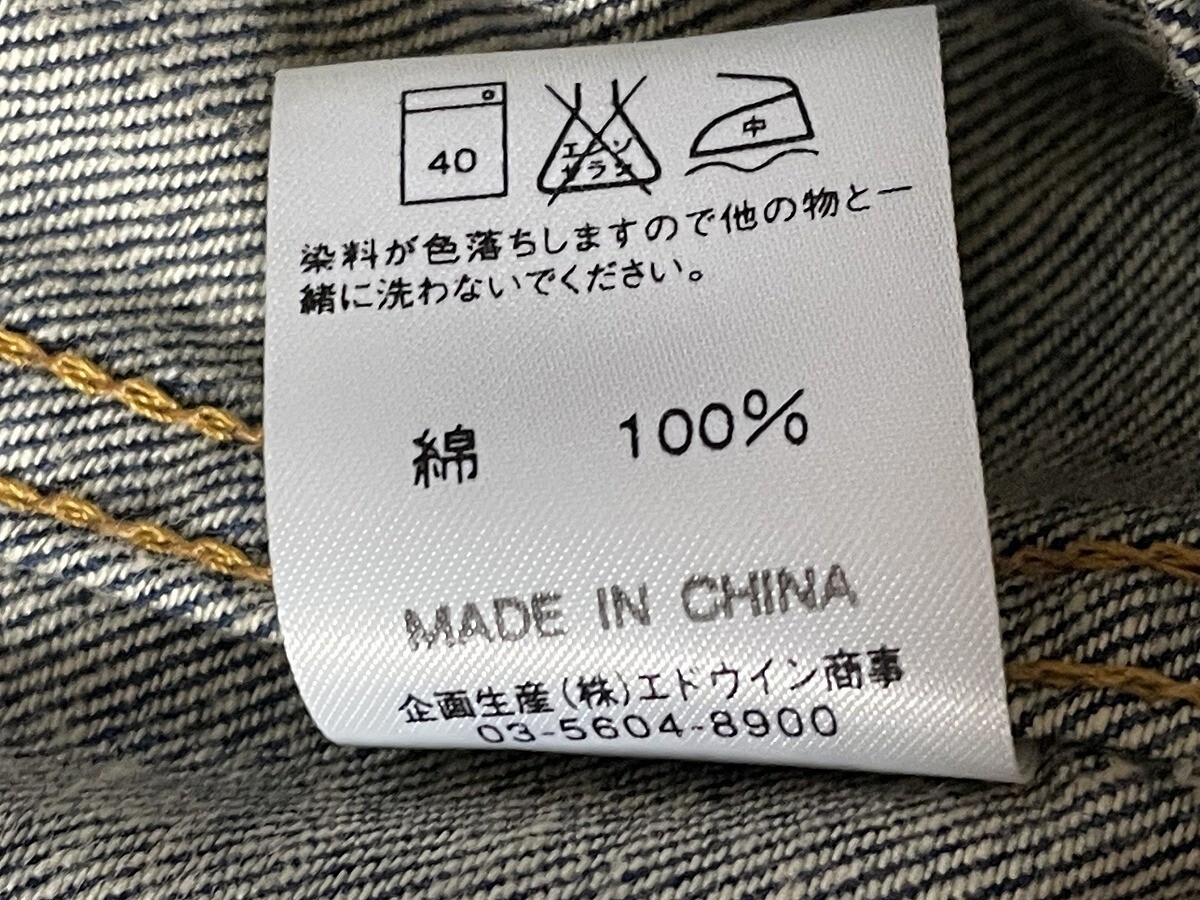 40
エンソ
サラシ
中
染料が色落ちしますので他の物と一
緒に洗わないでください。
綿 100%
MADE IN CHINA
企画生産(株)エドウイン商事
03-5604-8900